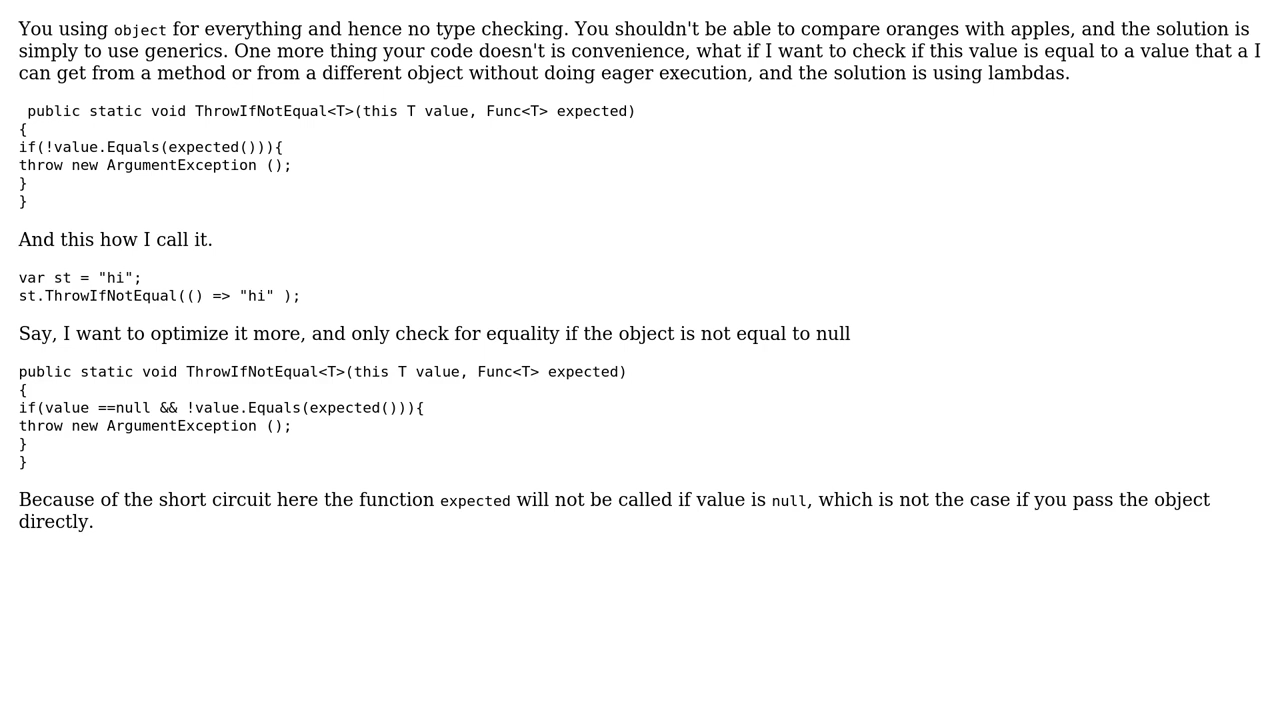 You using object for everything and hence no type checking. You shouldn't be able to compare oranges with apples, and the solution is
simply to use generics. One more thing your code doesn't is convenience, what if I want to check if this value is equal to a value that a I
can get from a method or from a different object without doing eager execution, and the solution is using lambdas.
public static void ThrowIfNotEqual<T>(this T value, Func<T> expected)
{
if(!value.Equals(expected())){
throw new ArgumentException ();
}
}
And this how I call it.
var st = "hi";
st.ThrowIfNotEqual(() => "hi" );
Say, I want to optimize it more, and only check for equality if the object is not equal to null
public static void ThrowIfNotEqual<T>(this T value, Func<T> expected)
{
if(value ==null && !value.Equals(expected())){
throw new ArgumentException ();
}
}
Because of the short circuit here the function expected will not be called if value is null, which is not the case if you pass the object
directly.